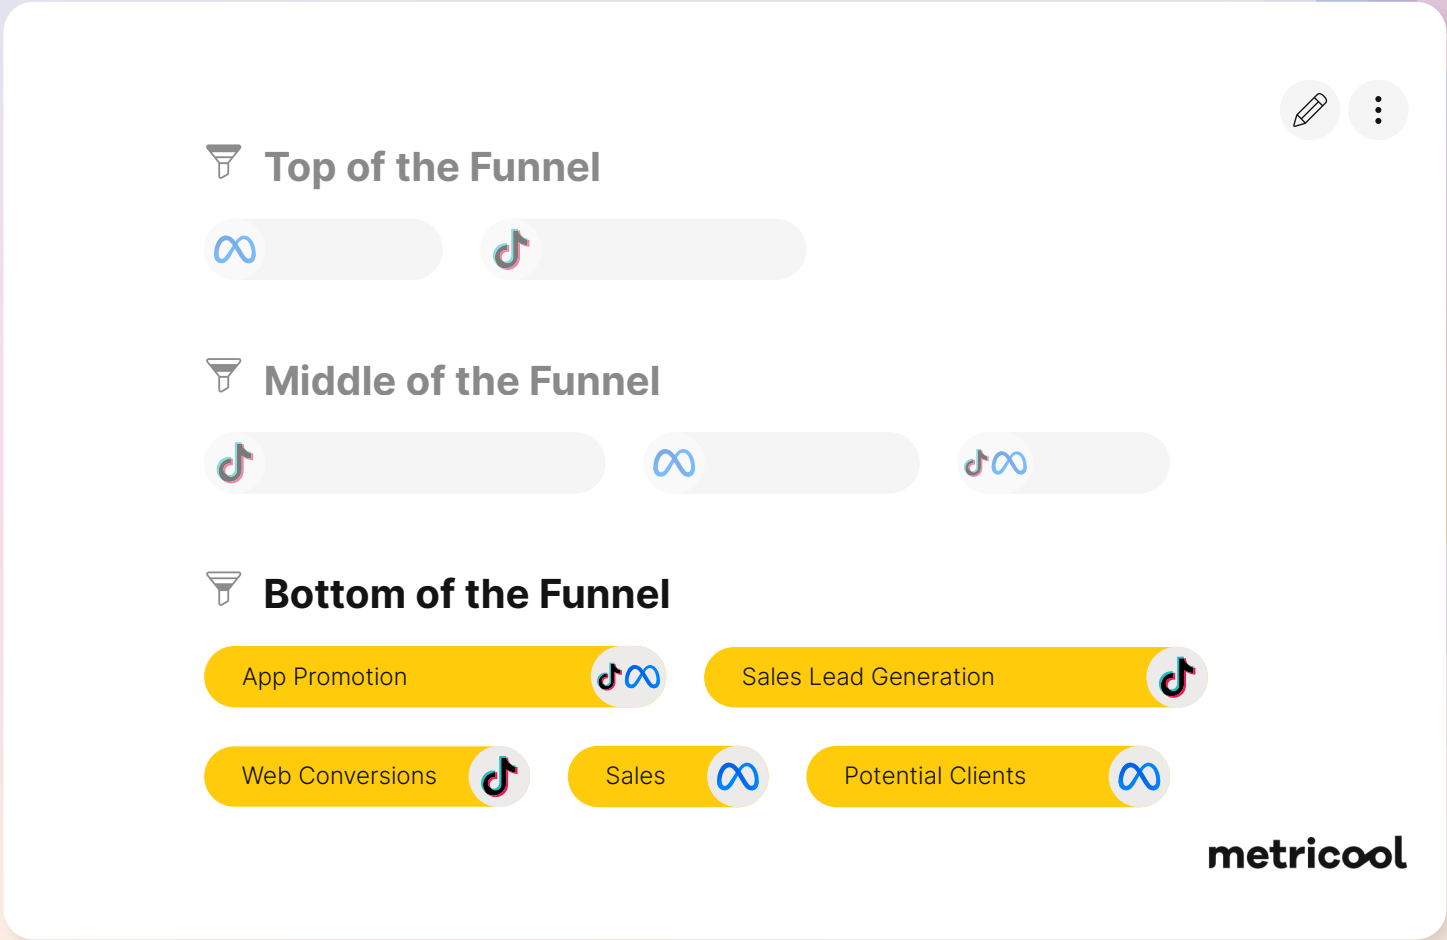 Top of the Funnel
Middle of the Funnel
Bottom of the Funnel
App Promotion
Sales Lead Generation
Web Conversions
Sales
Potential Clients
metricool